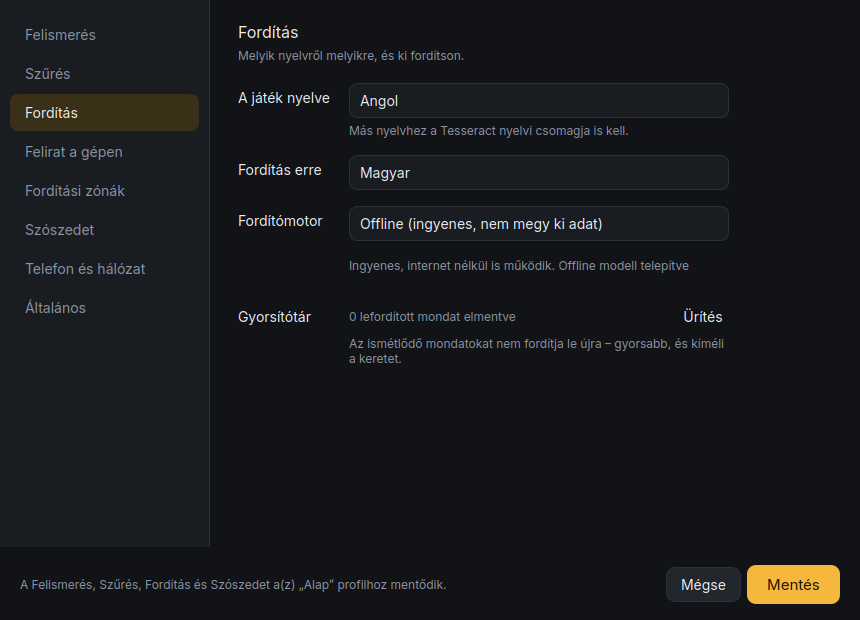 Felismerés
Szűrés
Fordítás
Felirat a gépen
Fordítási zónák
Szószedet
Telefon és hálózat
Általános
Fordítás
Melyik nyelvről melyikre, és ki fordítson.
A játék nyelve
Angol
Más nyelvhez a Tesseract nyelvi csomagja is kell.
Fordítás erre
Magyar
Fordítómotor
Offline (ingyenes, nem megy ki adat)
Ingyenes, internet nélkül is működik. Offline modell telepítve
Gyorsítótár
0 lefordított mondat elmentve
Ürítés
Az ismétlődő mondatokat nem fordítja le újra – gyorsabb, és kíméli
a keretet.
A Felismerés, Szűrés, Fordítás és Szószedet a(z) „Alap” profilhoz mentődik.
Mégse
Mentés